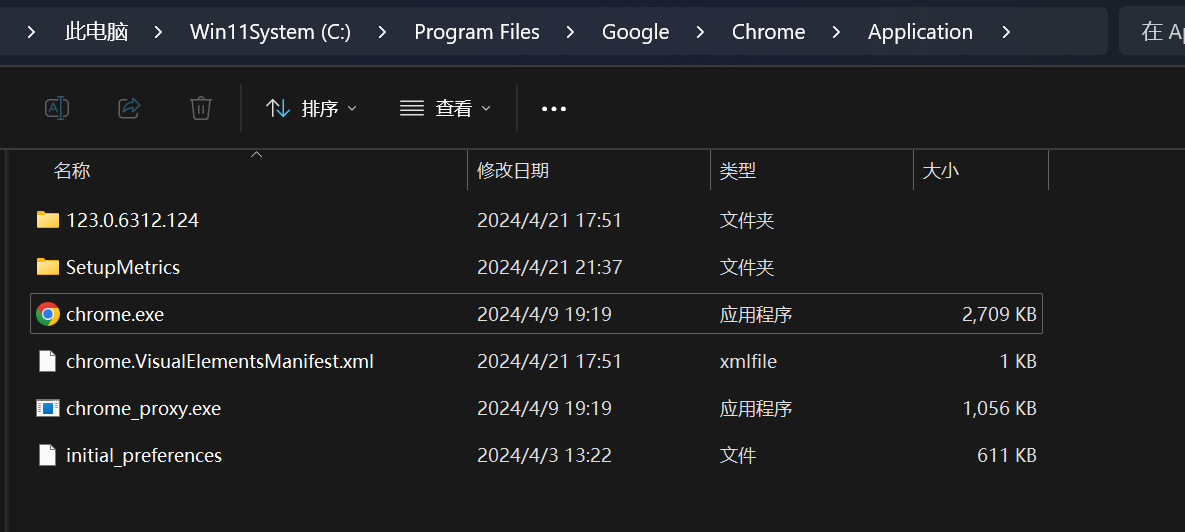 此电脑 Win11System (C:) Program Files Google Chrome Application 在 Ap
排序 查看
名称 修改日期 类型 大小
123.0.6312.124 2024/4/21 17:51 文件夹
SetupMetrics 2024/4/21 21:37 文件夹
chrome.exe 2024/4/9 19:19 应用程序 2,709 KB
chrome.VisualElementsManifest.xml 2024/4/21 17:51 xmlfile 1 KB
chrome_proxy.exe 2024/4/9 19:19 应用程序 1,056 KB
initial_preferences 2024/4/3 13:22 文件 611 KB